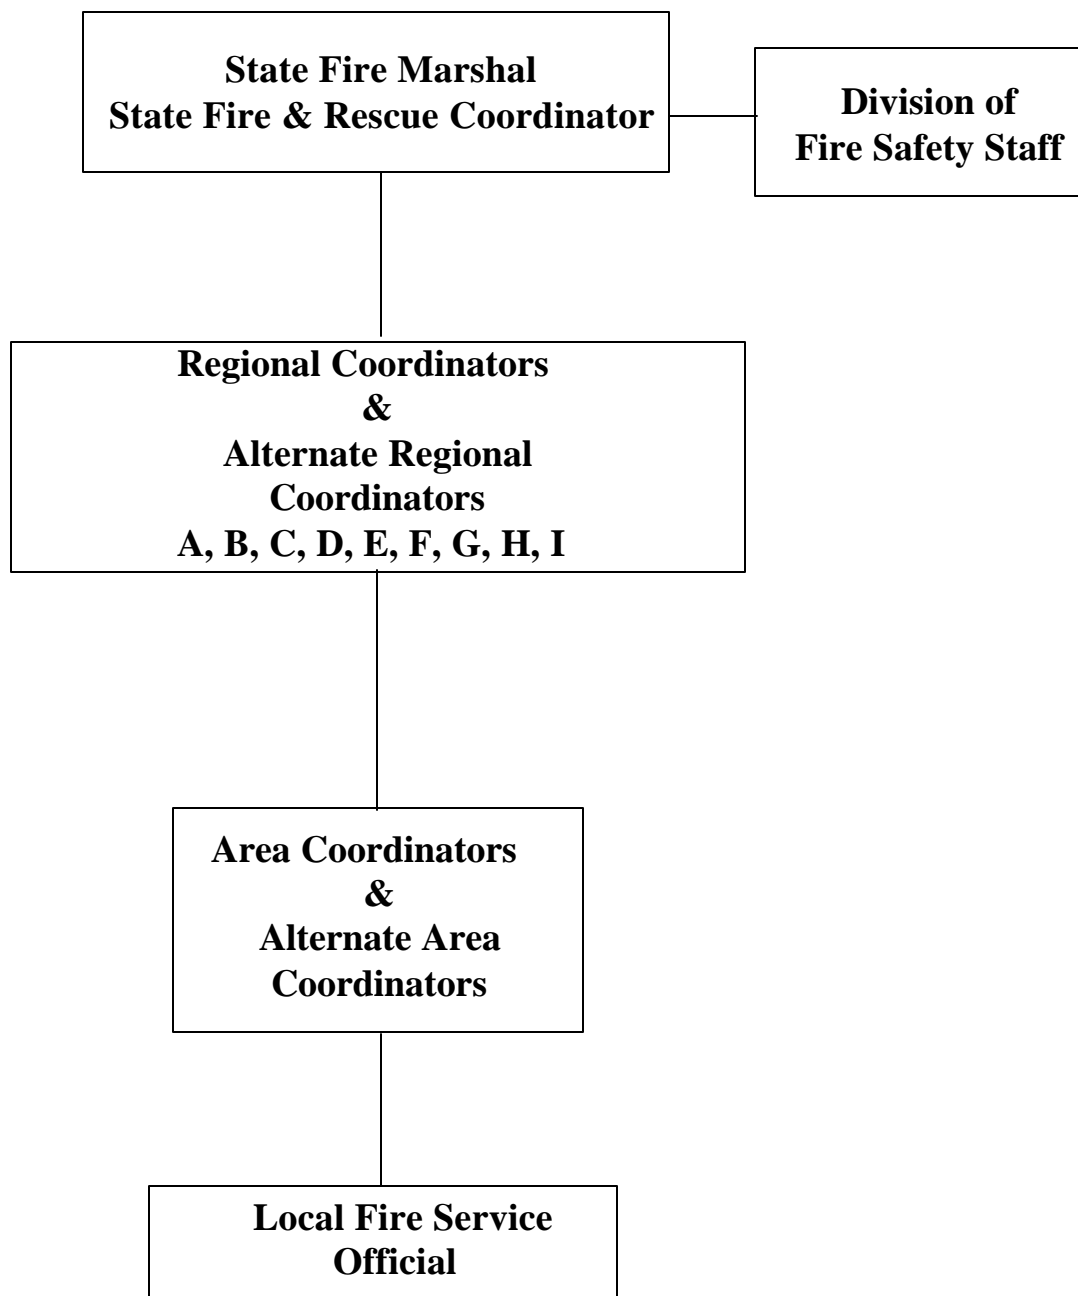 State Fire Marshal
State Fire & Rescue Coordinator
Division of
Fire Safety Staff
Regional Coordinators
&
Alternate Regional
Coordinators
A, B, C, D, E, F, G, H, I
Area Coordinators
&
Alternate Area
Coordinators
Local Fire Service
Official